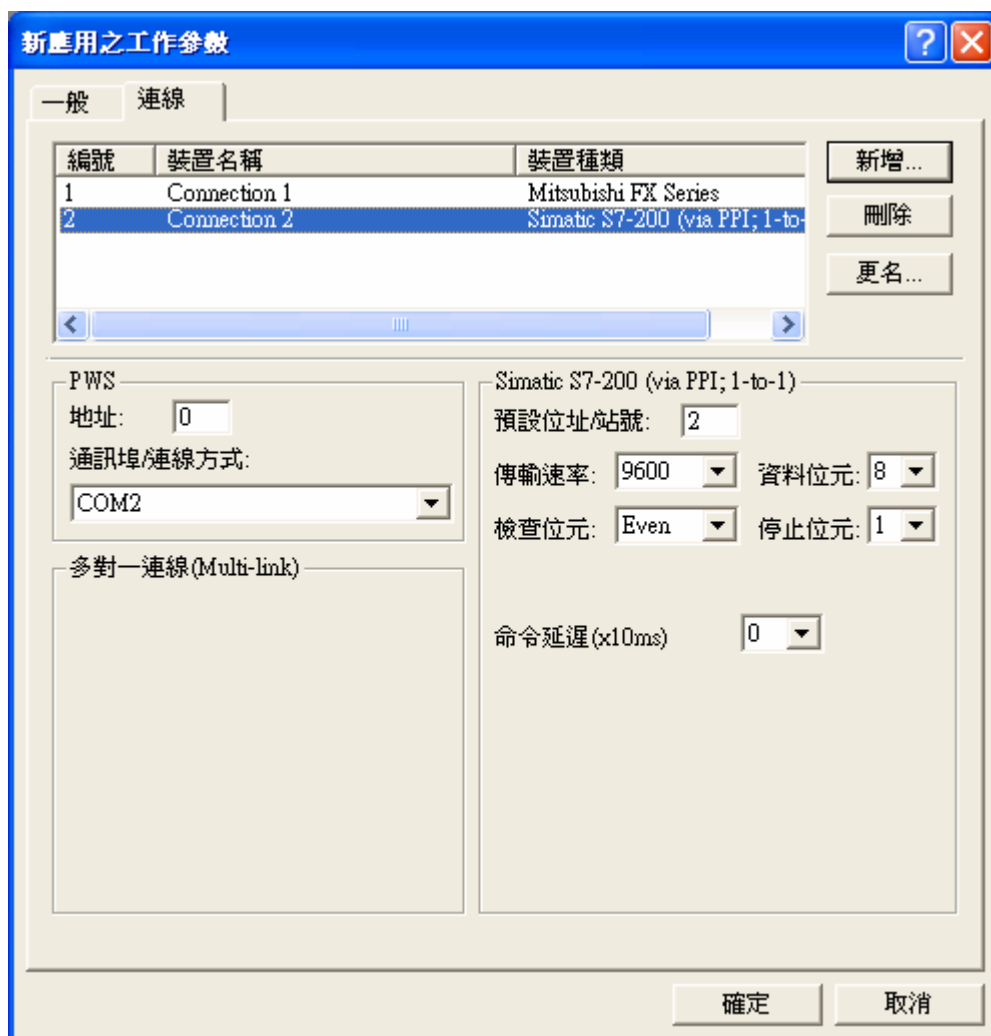 新應用之工作參數
一般 連線
編號 裝置名稱 裝置種類
1 Connection 1 Mitsubishi FX Series
2 Connection 2 Simatic S7-200 (via PPI; 1-to-
新增...
刪除
更名...
PWS
地址: 0
通訊埠/連線方式:
COM2
多對一連線(Multi-link)
Simatic S7-200 (via PPI; 1-to-1)
預設位址/站號: 2
傳輸速率: 9600 資料位元: 8
檢查位元: Even 停止位元: 1
命令延遲(x10ms) 0
確定 取消